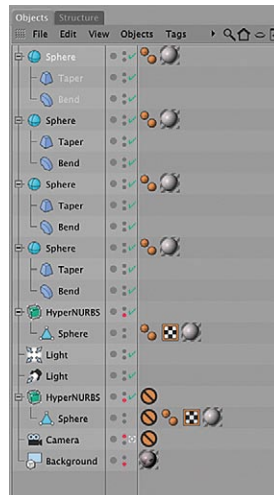 Objects Structure
File Edit View Objects Tags
Sphere
Taper
Bend
Sphere
Taper
Bend
Sphere
Taper
Bend
Sphere
Taper
Bend
HyperNURBS
Sphere
Light
Light
HyperNURBS
Sphere
Camera
Background